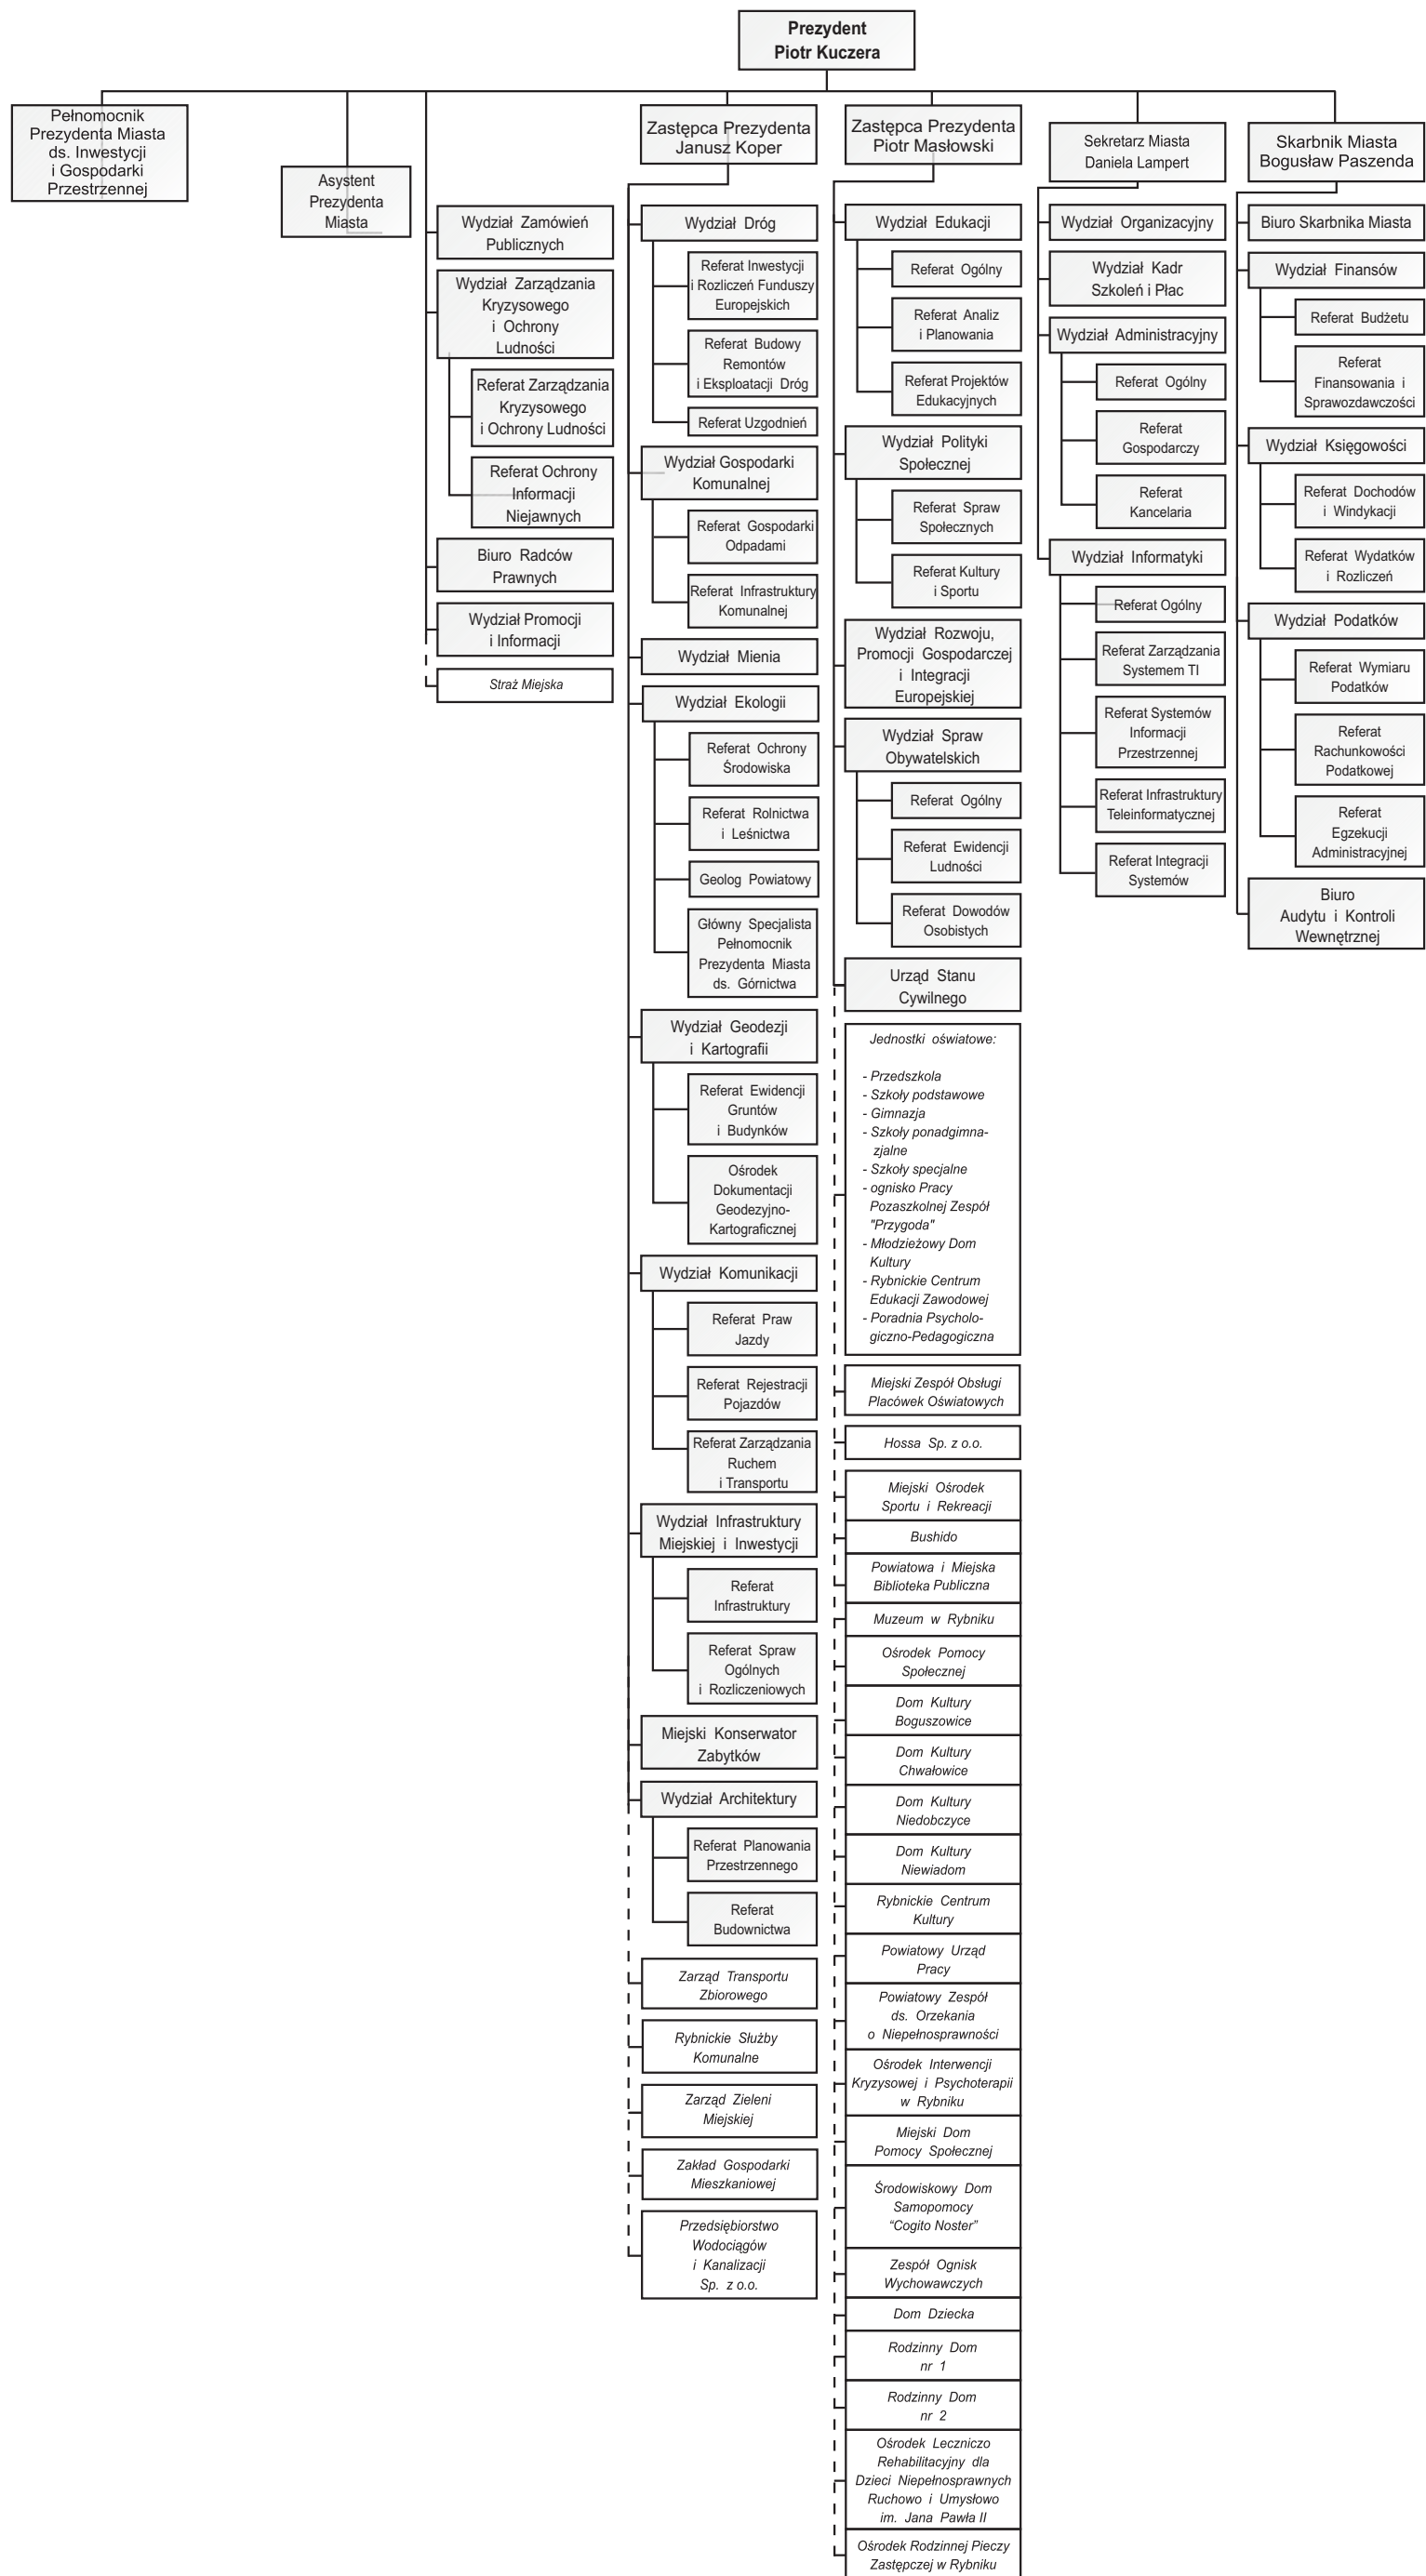 Prezydent
Piotr Kuczera
Pełnomocnik
Prezydenta Miasta
ds. Inwestycji
i Gospodarki
Przestrzennej
Asystent
Prezydenta
Miasta
Wydział Zamówień
Publicznych
Wydział Zarządzania
Kryzysowego
i Ochrony
Ludności
Referat Zarządzania
Kryzysowego
i Ochrony Ludności
Referat Ochrony
Informacji
Niejawnych
Biuro Radców
Prawnych
Wydział Promocji
i Informacji
Straż Miejska
Zastępca Prezydenta
Janusz Koper
Wydział Dróg
Referat Inwestycji
i Rozliczeń Funduszy
Europejskich
Referat Budowy
Remontów
i Eksploatacji Dróg
Referat Uzgodnień
Wydział Gospodarki
Komunalnej
Referat Gospodarki
Odpadami
Referat Infrastruktury
Komunalnej
Wydział Mienia
Wydział Ekologii
Referat Ochrony
Środowiska
Referat Rolnictwa
i Leśnictwa
Geolog Powiatowy
Główny Specjalista
Pełnomocnik
Prezydenta Miasta
ds. Górnictwa
Wydział Geodezji
i Kartografii
Referat Ewidencji
Gruntów
i Budynków
Ośrodek
Dokumentacji
Geodezyjno-
Kartograficznej
Wydział Komunikacji
Referat Praw
Jazdy
Referat Rejestracji
Pojazdów
Referat Zarządzania
Ruchem
i Transportu
Wydział Infrastruktury
Miejskiej i Inwestycji
Referat
Infrastruktury
Referat Spraw
Ogólnych
i Rozliczeniowych
Miejski Konserwator
Zabytków
Wydział Architektury
Referat Planowania
Przestrzennego
Referat
Budownictwa
Zarząd Transportu
Zbiorowego
Rybnickie Służby
Komunalne
Zarząd Zieleni
Miejskiej
Zakład Gospodarki
Mieszkaniowej
Przedsiębiorstwo
Wodociągów
i Kanalizacji
Sp. z o.o.
Zastępca Prezydenta
Piotr Masłowski
Wydział Edukacji
Referat Ogólny
Referat Analiz
i Planowania
Referat Projektów
Edukacyjnych
Wydział Polityki
Społecznej
Referat Spraw
Społecznych
Referat Kultury
i Sportu
Wydział Rozwoju,
Promocji Gospodarczej
i Integracji
Europejskiej
Wydział Spraw
Obywatelskich
Referat Ogólny
Referat Ewidencji
Ludności
Referat Dowodów
Osobistych
Urząd Stanu
Cywilnego
Jednostki oświatowe:
- Przedszkola
- Szkoły podstawowe
- Gimnazja
- Szkoły ponadgimna-
zjalne
- Szkoły specjalne
- ognisko Pracy
Pozaszkolnej Zespół
"Przygoda"
- Młodzieżowy Dom
Kultury
- Rybnickie Centrum
Edukacji Zawodowej
- Poradnia Psycholo-
giczno-Pedagogiczna
Miejski Zespół Obsługi
Placówek Oświatowych
Hossa Sp. z o.o.
Miejski Ośrodek
Sportu i Rekreacji
Bushido
Powiatowa i Miejska
Biblioteka Publiczna
Muzeum w Rybniku
Ośrodek Pomocy
Społecznej
Dom Kultury
Boguszowice
Dom Kultury
Chwałowice
Dom Kultury
Niedobczyce
Dom Kultury
Niewiadom
Rybnickie Centrum
Kultury
Powiatowy Urząd
Pracy
Powiatowy Zespół
ds. Orzekania
o Niepełnosprawności
Ośrodek Interwencji
Kryzysowej i Psychoterapii
w Rybniku
Miejski Dom
Pomocy Społecznej
Środowiskowy Dom
Samopomocy
“Cogito Noster”
Zespół Ognisk
Wychowawczych
Dom Dziecka
Rodzinny Dom
nr 1
Rodzinny Dom
nr 2
Ośrodek Leczniczo
Rehabilitacyjny dla
Dzieci Niepełnosprawnych
Ruchowo i Umysłowo
im. Jana Pawła II
Ośrodek Rodzinnej Pieczy
Zastępczej w Rybniku
Sekretarz Miasta
Daniela Lampert
Wydział Organizacyjny
Wydział Kadr
Szkoleń i Płac
Wydział Administracyjny
Referat Ogólny
Referat
Gospodarczy
Referat
Kancelaria
Wydział Informatyki
Referat Ogólny
Referat Zarządzania
Systemem TI
Referat Systemów
Informacji
Przestrzennej
Referat Infrastruktury
Teleinformatycznej
Referat Integracji
Systemów
Skarbnik Miasta
Bogusław Paszenda
Biuro Skarbnika Miasta
Wydział Finansów
Referat Budżetu
Referat
Finansowania i
Sprawozdawczości
Wydział Księgowości
Referat Dochodów
i Windykacji
Referat Wydatków
i Rozliczeń
Wydział Podatków
Referat Wymiaru
Podatków
Referat
Rachunkowości
Podatkowej
Referat
Egzekucji
Administracyjnej
Biuro
Audytu i Kontroli
Wewnętrznej